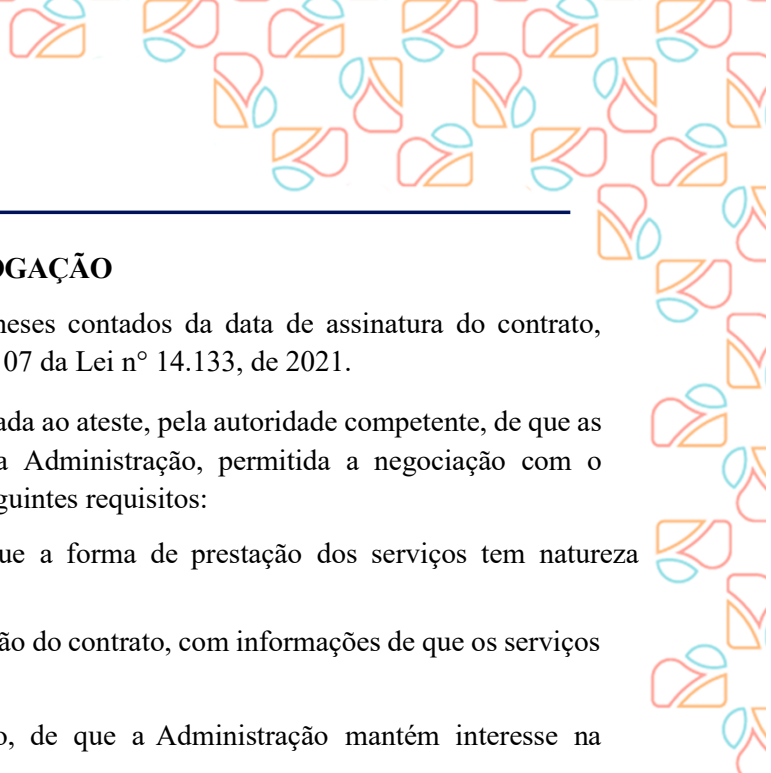 OGAÇÃO
neses contados da data de assinatura do contrato,
07 da Lei n° 14.133, de 2021.
ada ao ateste, pela autoridade competente, de que as
a Administração, permitida a negociação com o
guintes requisitos:
ue a forma de prestação dos serviços tem natureza
ão do contrato, com informações de que os serviços
o, de que a Administração mantém interesse na